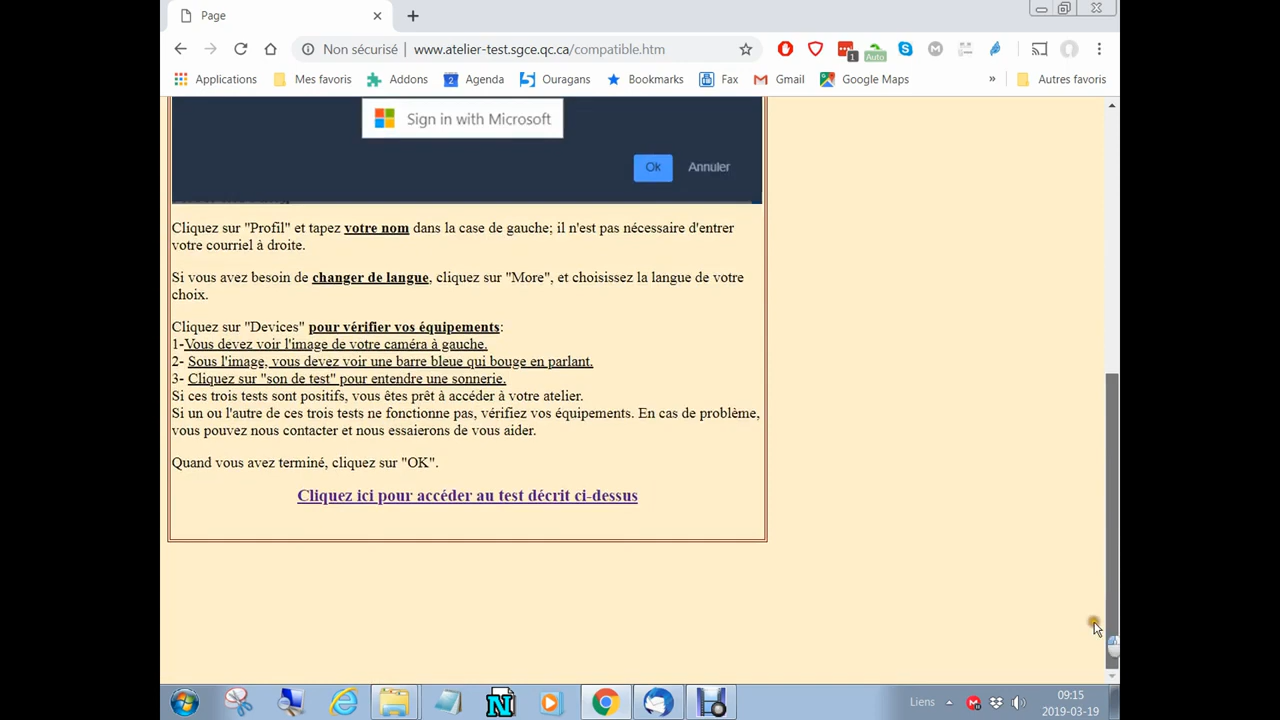 Page
Non sécurisé
www.atelier-test.sgce.qc.ca/compatible.htm
1
Auto
Applications
Mes favoris
Addons
2
Agenda
Ouragans
Bookmarks
Fax
Gmail
Google Maps
»
Autres favoris
Sign in with Microsoft
Ok
Annuler
Cliquez sur "Profil" et tapez votre nom dans la case de gauche; il n'est pas nécessaire d'entrer
votre courriel à droite.
Si vous avez besoin de changer de langue, cliquez sur "More", et choisissez la langue de votre
choix.
Cliquez sur "Devices" pour vérifier vos équipements:
1-Vous devez voir l'image de votre caméra à gauche.
2- Sous l'image, vous devez voir une barre bleue qui bouge en parlant.
3- Cliquez sur "son de test" pour entendre une sonnerie.
Si ces trois tests sont positifs, vous êtes prêt à accéder à votre atelier.
Si un ou l'autre de ces trois tests ne fonctionne pas, vérifiez vos équipements. En cas de problème,
vous pouvez nous contacter et nous essaierons de vous aider.
Quand vous avez terminé, cliquez sur "OK".
Cliquez ici pour accéder au test décrit ci-dessus
Liens
09:15
2019-03-19